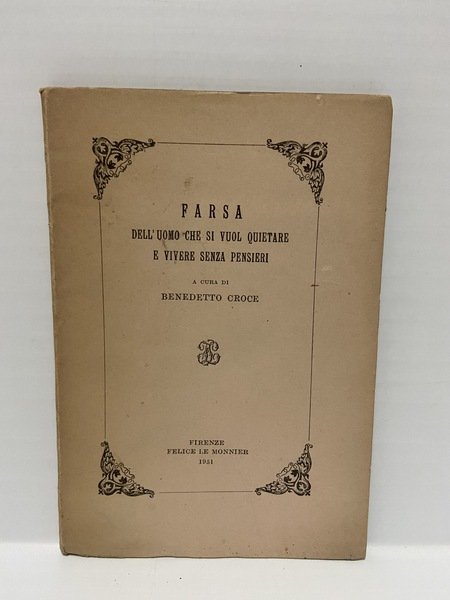 FARSA
DELL'UOMO CHE SI VUOL QUIETARE
E VIVERE SENZA PENSIERI
A CURA DI
BENEDETTO CROCE
FIRENZE
FELICE LE MONNIER
1951